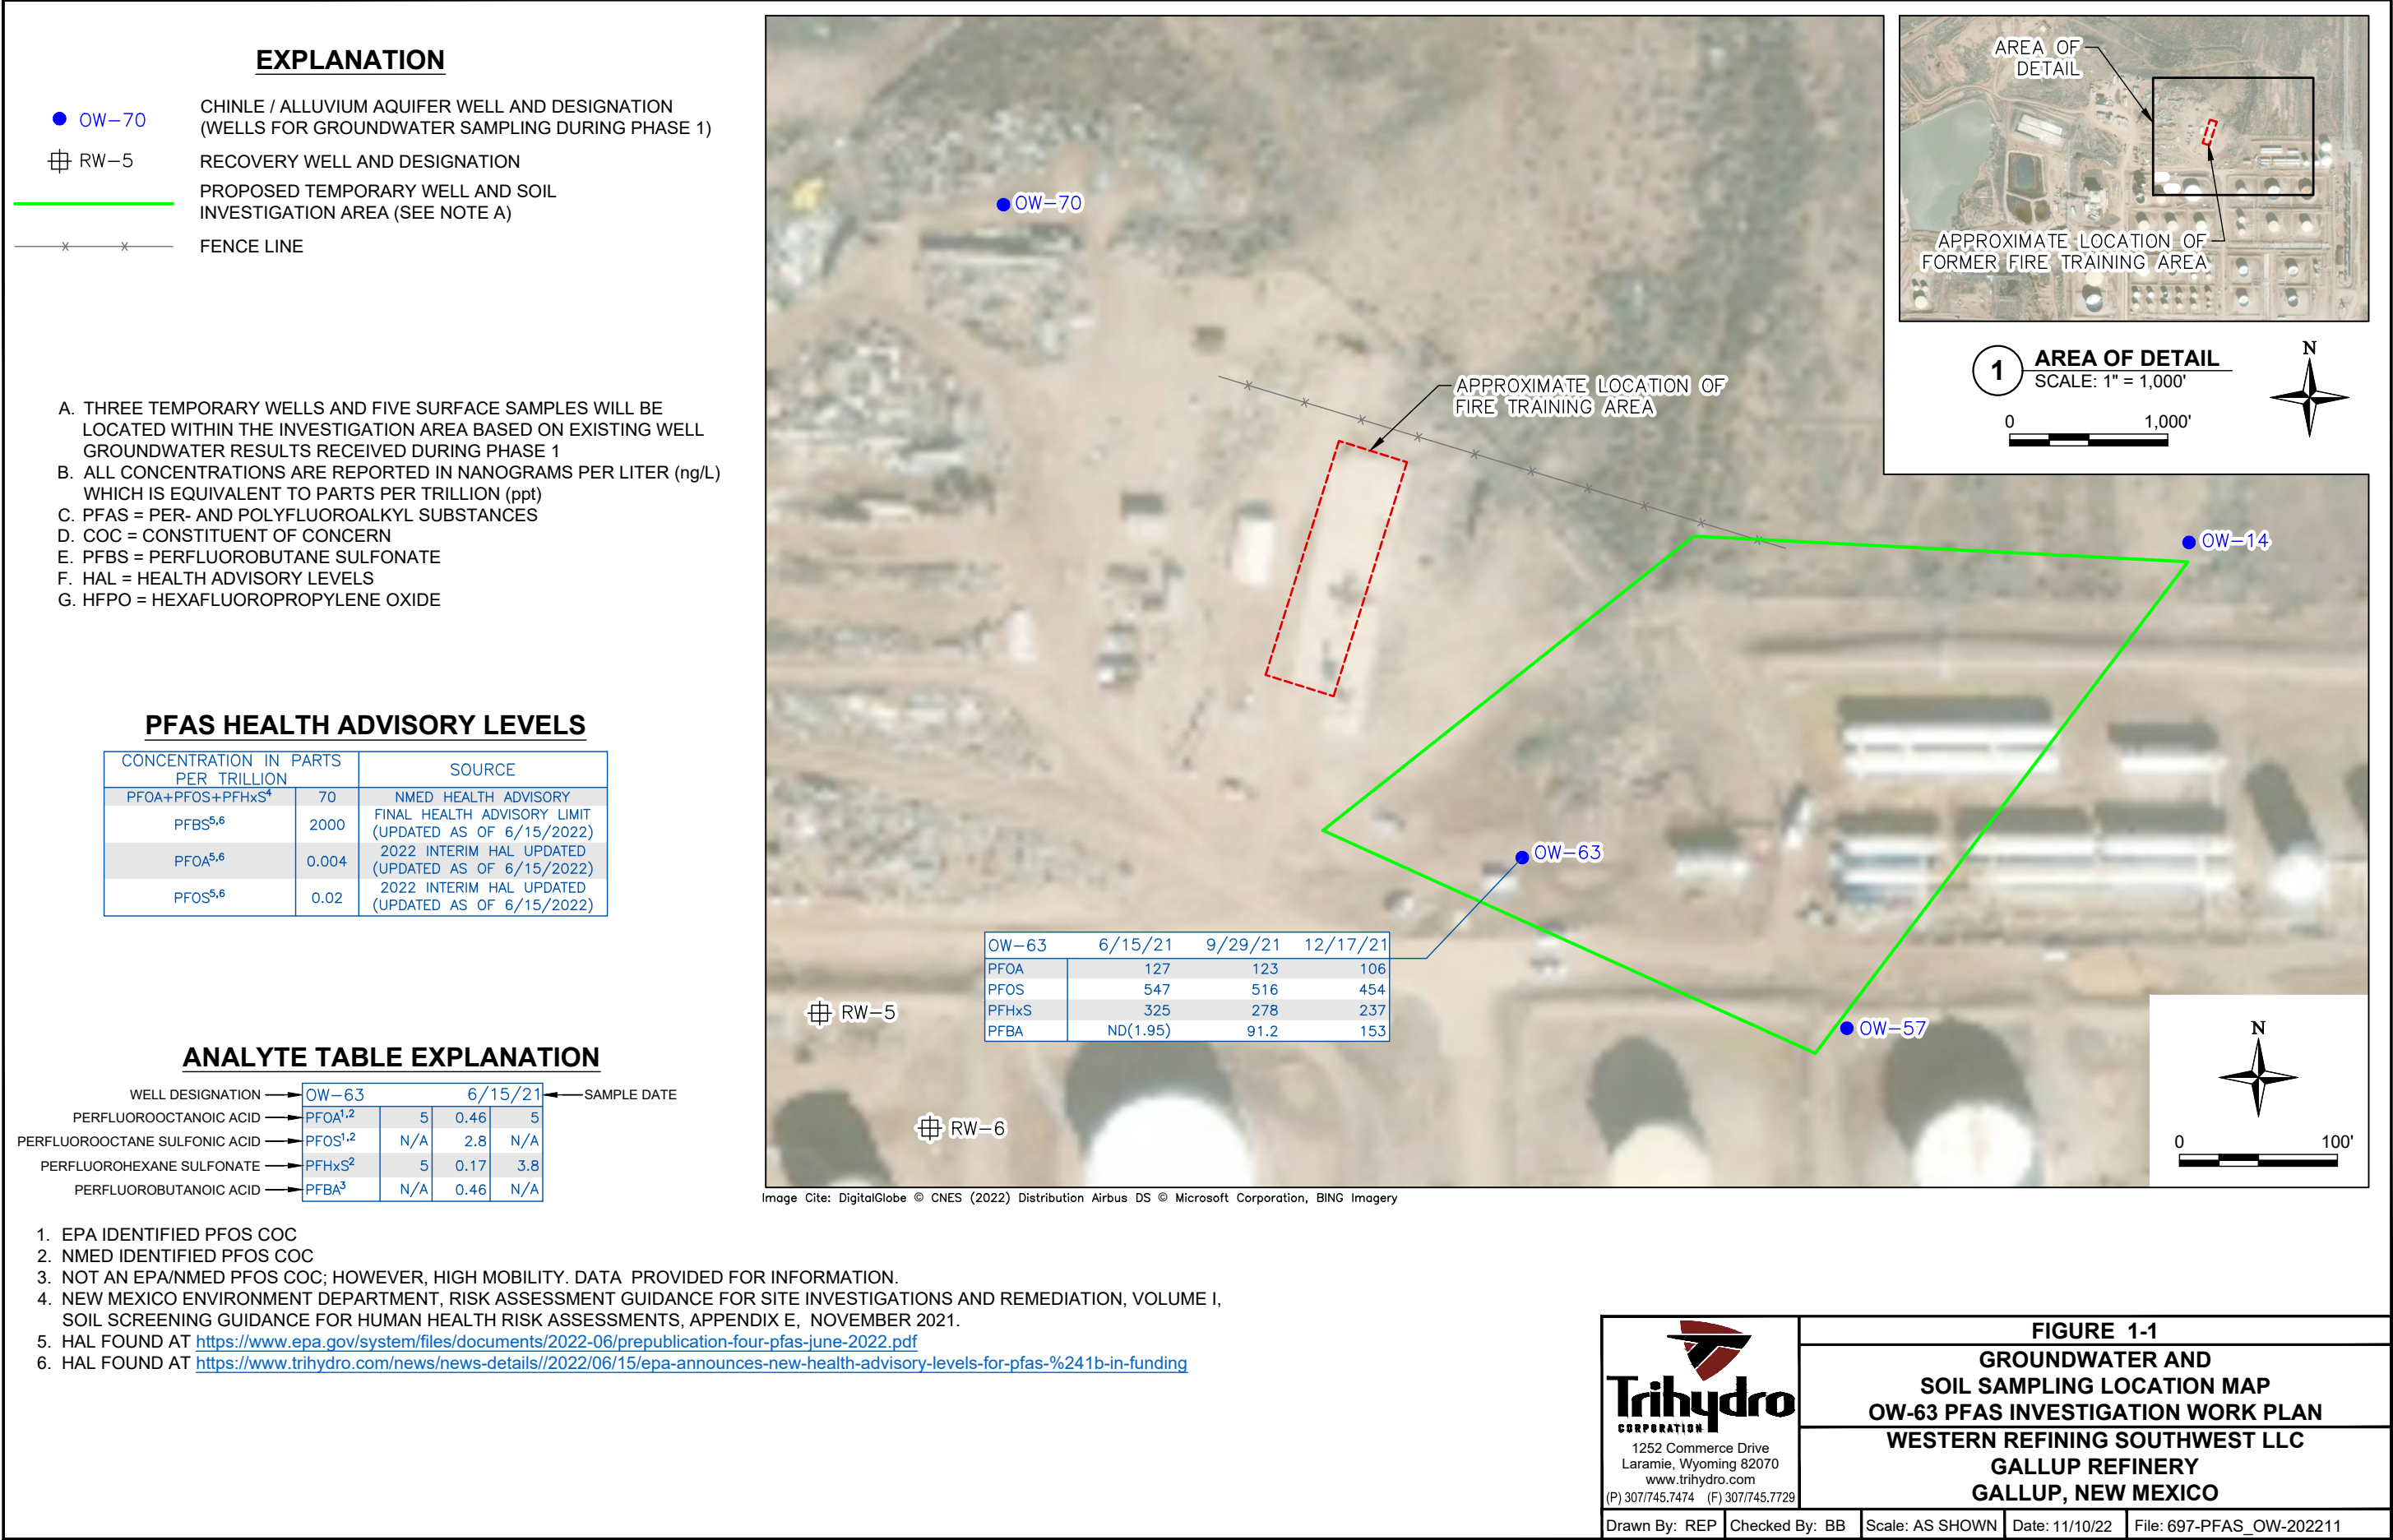 EXPLANATION
OW-70
CHINLE / ALLUVIUM AQUIFER WELL AND DESIGNATION
(WELLS FOR GROUNDWATER SAMPLING DURING PHASE 1)
RW-5
RECOVERY WELL AND DESIGNATION
PROPOSED TEMPORARY WELL AND SOIL
INVESTIGATION AREA (SEE NOTE A)
FENCE LINE
A. THREE TEMPORARY WELLS AND FIVE SURFACE SAMPLES WILL BE
LOCATED WITHIN THE INVESTIGATION AREA BASED ON EXISTING WELL
GROUNDWATER RESULTS RECEIVED DURING PHASE 1
B. ALL CONCENTRATIONS ARE REPORTED IN NANOGRAMS PER LITER (ng/L)
WHICH IS EQUIVALENT TO PARTS PER TRILLION (ppt)
C. PFAS = PER- AND POLYFLUOROALKYL SUBSTANCES
D. COC = CONSTITUENT OF CONCERN
E. PFBS = PERFLUOROBUTANE SULFONATE
F. HAL = HEALTH ADVISORY LEVELS
G. HFPO = HEXAFLUOROPROPYLENE OXIDE
PFAS HEALTH ADVISORY LEVELS
CONCENTRATION IN PARTS
PER TRILLION
SOURCE
PFOA+PFOS+PFHxS4 70 NMED HEALTH ADVISORY
PFBS5,6 2000 FINAL HEALTH ADVISORY LIMIT
(UPDATED AS OF 6/15/2022)
PFOA5,6 0.004 2022 INTERIM HAL UPDATED
(UPDATED AS OF 6/15/2022)
PFOS5,6 0.02 2022 INTERIM HAL UPDATED
(UPDATED AS OF 6/15/2022)
ANALYTE TABLE EXPLANATION
WELL DESIGNATION OW-63 6/15/21 SAMPLE DATE
PERFLUOROOCTANOIC ACID PFOA1,2 5 0.46 5
PERFLUOROOCTANE SULFONIC ACID PFOS1,2 N/A 2.8 N/A
PERFLUOROHEXANE SULFONATE PFHxS2 5 0.17 3.8
PERFLUOROBUTANOIC ACID PFBA3 N/A 0.46 N/A
1. EPA IDENTIFIED PFOS COC
2. NMED IDENTIFIED PFOS COC
3. NOT AN EPA/NMED PFOS COC; HOWEVER, HIGH MOBILITY. DATA PROVIDED FOR INFORMATION.
4. NEW MEXICO ENVIRONMENT DEPARTMENT, RISK ASSESSMENT GUIDANCE FOR SITE INVESTIGATIONS AND REMEDIATION, VOLUME I,
SOIL SCREENING GUIDANCE FOR HUMAN HEALTH RISK ASSESSMENTS, APPENDIX E, NOVEMBER 2021.
5. HAL FOUND AT https://www.epa.gov/system/files/documents/2022-06/prepublication-four-pfas-june-2022.pdf
6. HAL FOUND AT https://www.trihydro.com/news/news-details//2022/06/15/epa-announces-new-health-advisory-levels-for-pfas-%241b-in-funding
OW-70
APPROXIMATE LOCATION OF
FIRE TRAINING AREA
OW-14
OW-63
OW-63 6/15/21 9/29/21 12/17/21
PFOA 127 123 106
PFOS 547 516 454
PFHxS 325 278 237
PFBA ND(1.95) 91.2 153
RW-5
RW-6
OW-57
N
0 100'
Image Cite: DigitalGlobe © CNES (2022) Distribution Airbus DS © Microsoft Corporation, BING Imagery
AREA OF
DETAIL
APPROXIMATE LOCATION OF
FORMER FIRE TRAINING AREA
1 AREA OF DETAIL
SCALE: 1" = 1,000'
0 1,000'
N
Trihydro
CORPORATION
1252 Commerce Drive
Laramie, Wyoming 82070
www.trihydro.com
(P) 307/745.7474 (F) 307/745.7729
FIGURE 1-1
GROUNDWATER AND
SOIL SAMPLING LOCATION MAP
OW-63 PFAS INVESTIGATION WORK PLAN
WESTERN REFINING SOUTHWEST LLC
GALLUP REFINERY
GALLUP, NEW MEXICO
Drawn By: REP Checked By: BB Scale: AS SHOWN Date: 11/10/22 File: 697-PFAS_OW-202211